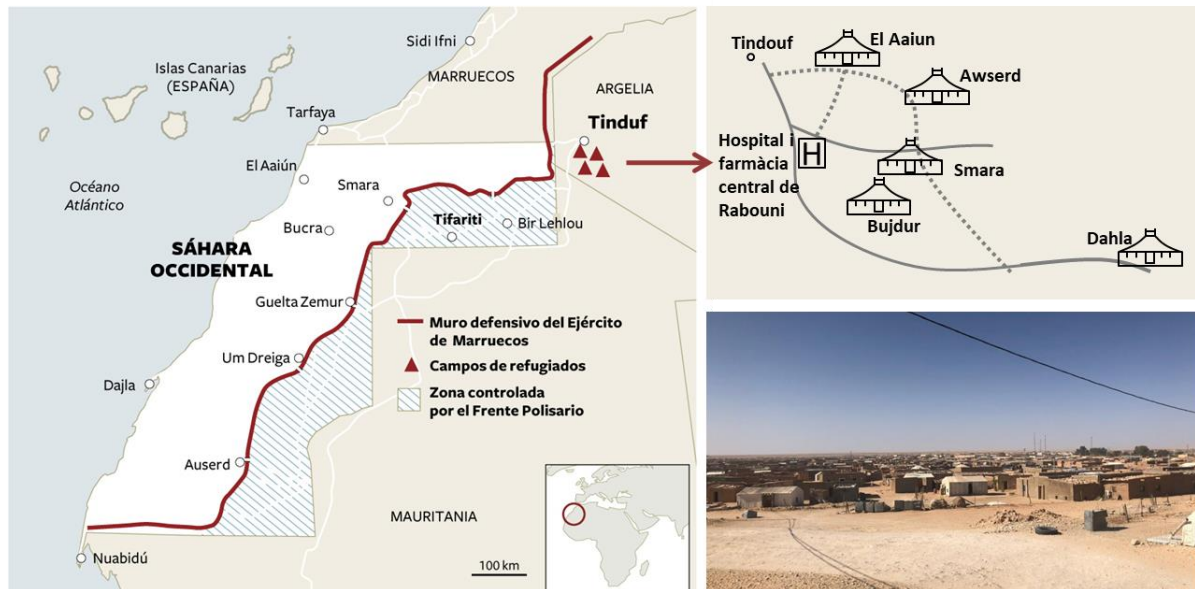 Sidi Ifni
Islas Canarias
(ESPAÑA)
MARRUECOS
ARGELIA
Tarfaya
Tinduf
El Aaiún
Océano
Atlántico
Smara
Bucra
Tifariti
Bir Lehlou
SÁHARA
OCCIDENTAL
Guelta Zemur
Muro defensivo del Ejército
de Marruecos
Um Dreiga
Campos de refugiados
Dajla
Zona controlada
por el Frente Polisario
Auserd
MAURITANIA
Nuabidú
100 km
Tindouf
El Aaiun
Awserd
Hospital i
farmàcia
central de
Rabouni
H
Smara
Bujdur
Dahla